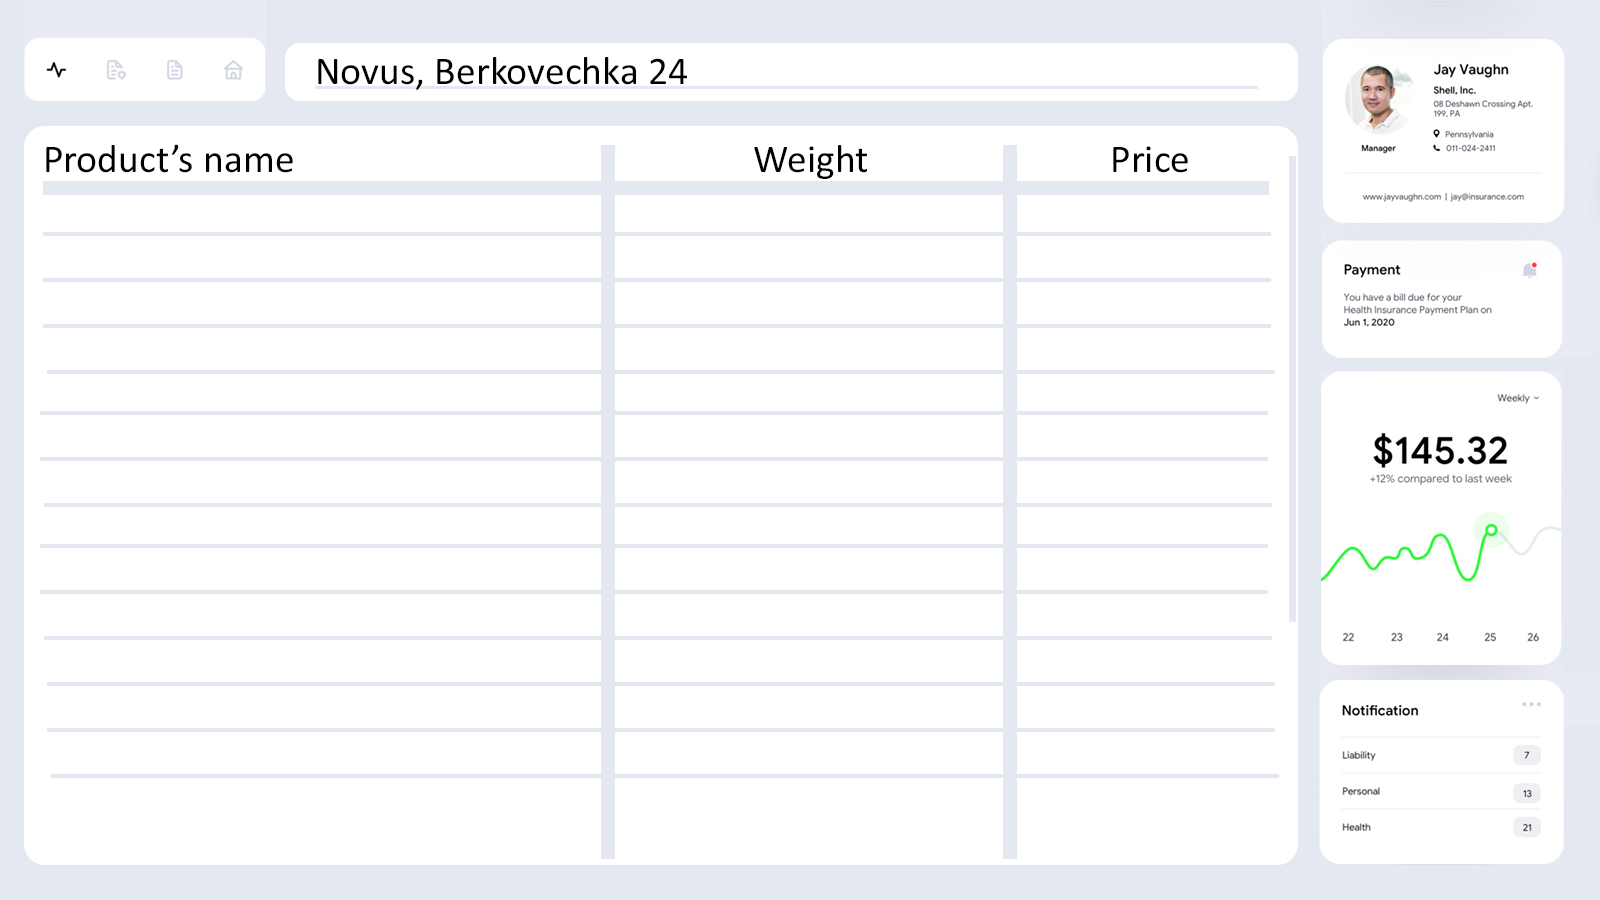 Novus, Berkovechka 24
Product’s name
Weight
Price
Jay Vaughn
Shell, Inc.
08 Deshawn Crossing Apt.
199, PA
Pennsylvania
011-024-2411
Manager
www.jayvaughn.com | jay@insurance.com
Payment
You have a bill due for your
Health Insurance Payment Plan on
Jun 1, 2020
Weekly
$145.32
+12% compared to last week
22 23 24 25 26
Notification
Liability 7
Personal 13
Health 21